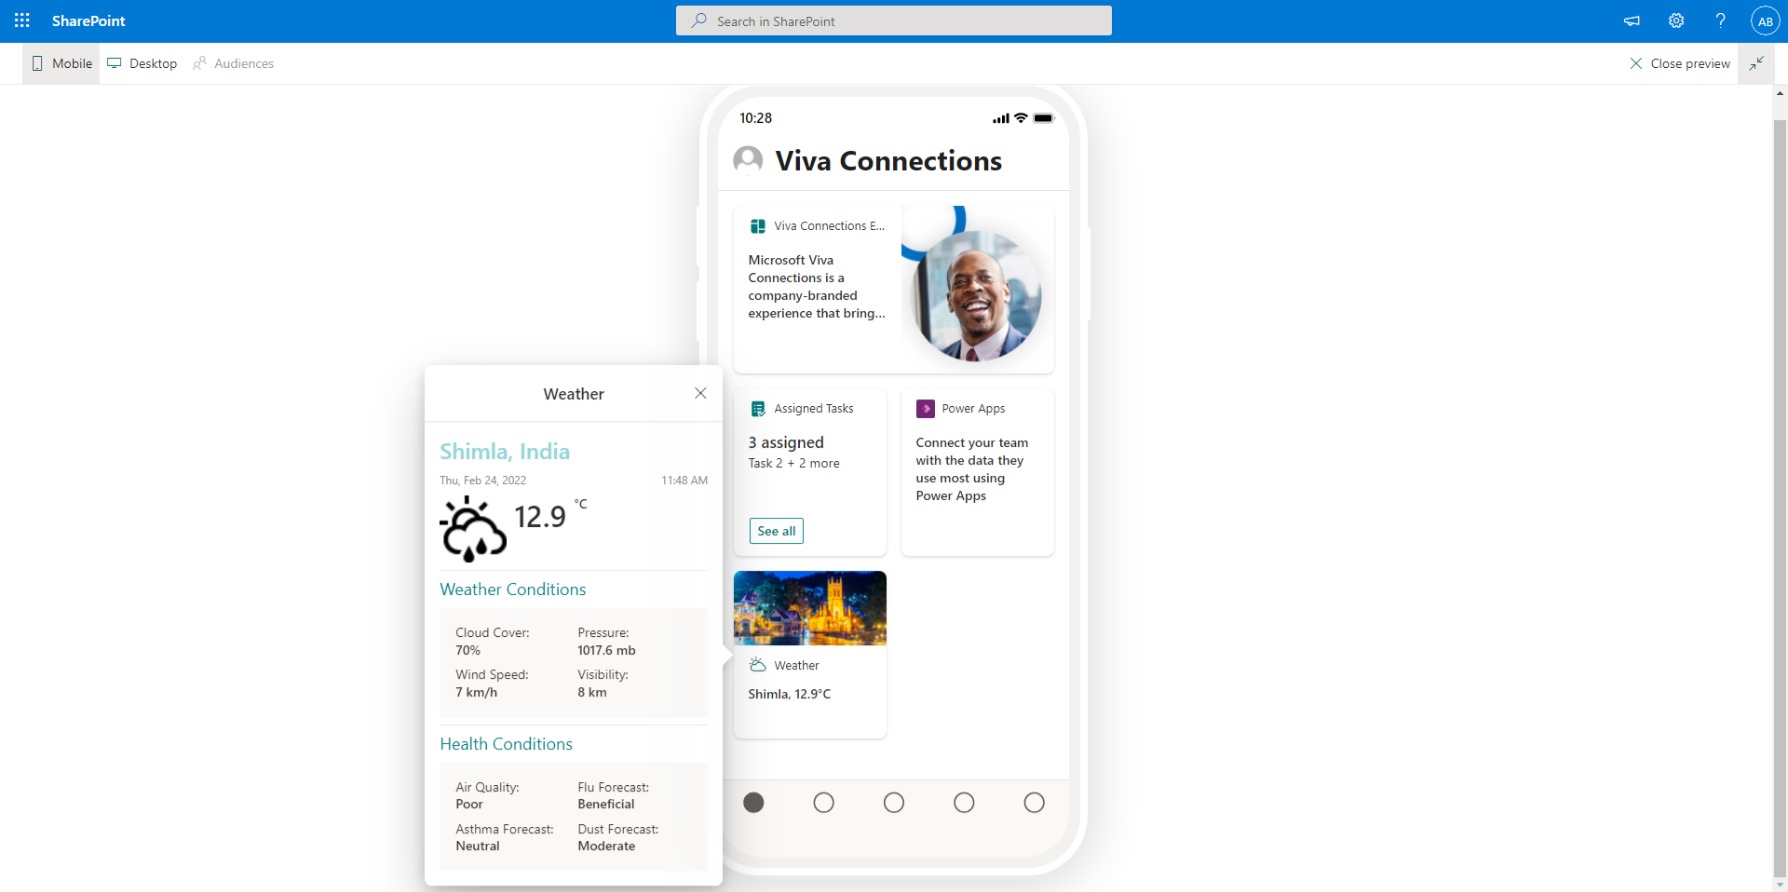 SharePoint
Search in SharePoint
AB
Mobile
Desktop
Audiences
Close preview
10:28
Viva Connections
Viva Connections E...
Microsoft Viva
Connections is a
company-branded
experience that bring...
Assigned Tasks
3 assigned
Task 2 + 2 more
See all
Power Apps
Connect your team
with the data they
use most using
Power Apps
Weather
Shimla, 12.9°C
Weather
Shimla, India
Thu, Feb 24, 2022 11:48 AM
12.9 °C
Weather Conditions
Cloud Cover: Pressure:
70% 1017.6 mb
Wind Speed: Visibility:
7 km/h 8 km
Health Conditions
Air Quality: Flu Forecast:
Poor Beneficial
Asthma Forecast: Dust Forecast:
Neutral Moderate